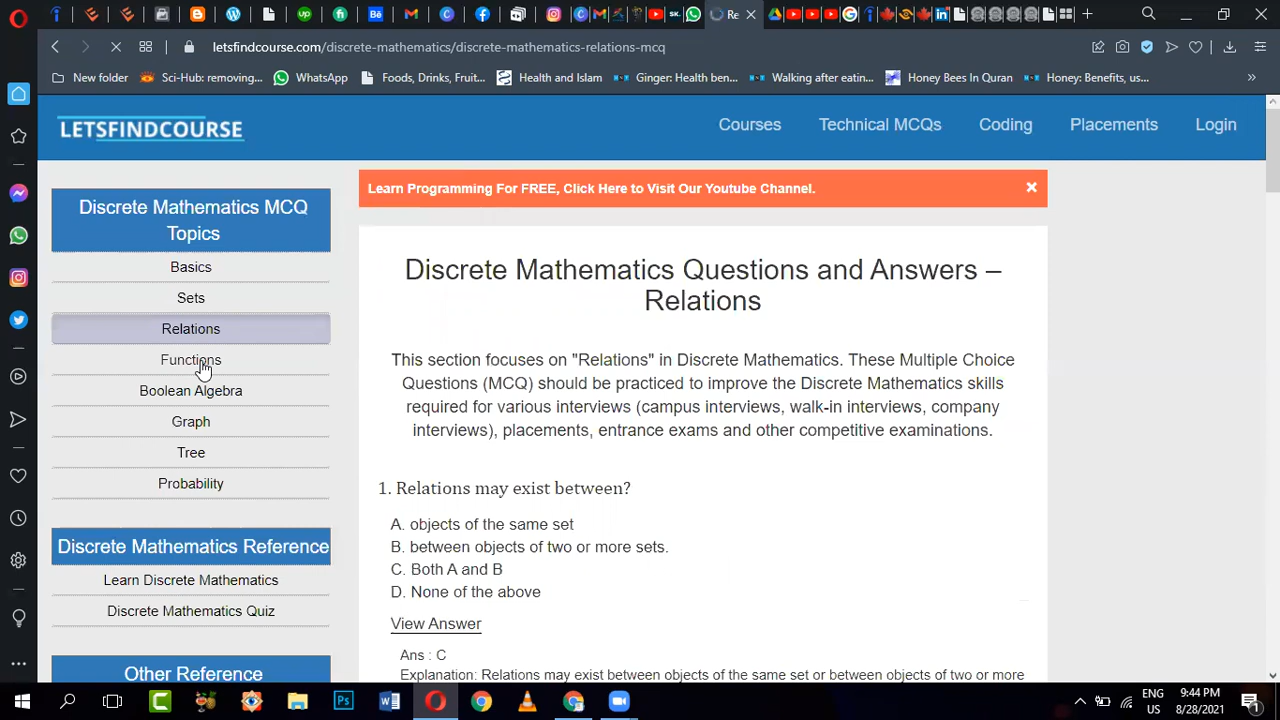 Re
letsfindcourse.com/discrete-mathematics/discrete-mathematics-relations-mcq
New folder
Sci-Hub: removing...
WhatsApp
Foods, Drinks, Fruit...
Health and Islam
Ginger: Health ben...
Walking after eatin...
Honey Bees In Quran
Honey: Benefits, us...
LETSFINDCOURSE
Courses
Technical MCQs
Coding
Placements
Login
Discrete Mathematics MCQ
Topics
Basics
Sets
Relations
Functions
Boolean Algebra
Graph
Tree
Probability
Discrete Mathematics Reference
Learn Discrete Mathematics
Discrete Mathematics Quiz
Other Reference
Learn Programming For FREE, Click Here to Visit Our Youtube Channel.
Discrete Mathematics Questions and Answers –
Relations
This section focuses on "Relations" in Discrete Mathematics. These Multiple Choice
Questions (MCQ) should be practiced to improve the Discrete Mathematics skills
required for various interviews (campus interviews, walk-in interviews, company
interviews), placements, entrance exams and other competitive examinations.
1. Relations may exist between?
A. objects of the same set
B. between objects of two or more sets.
C. Both A and B
D. None of the above
View Answer
Ans : C
Explanation: Relations may exist between objects of the same set or between objects of two or more
ENG
US
9:44 PM
8/28/2021